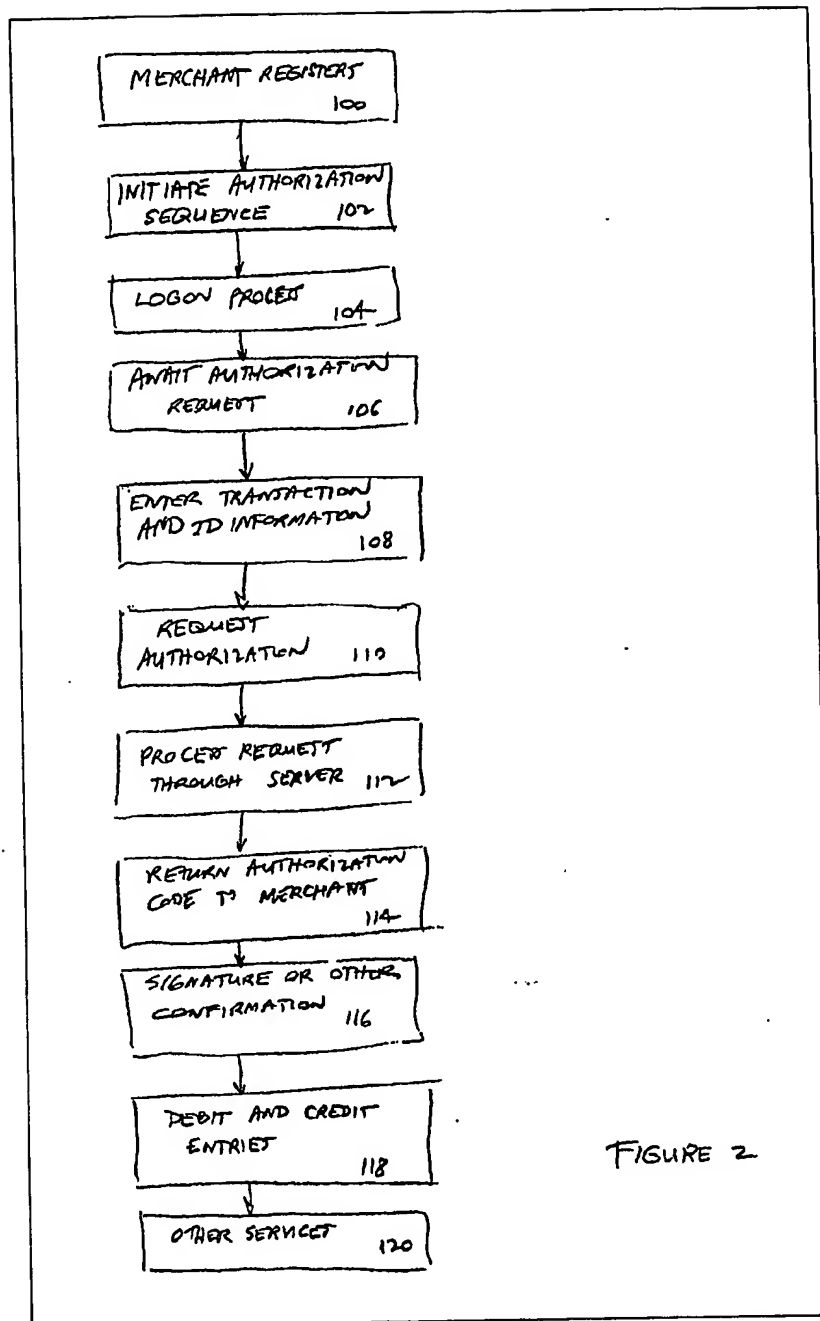 MERCHANT REGISTERS
100
INITIATE AUTHORIZATION
SEQUENCE 102
LOGON PROCESS
104
AWAIT AUTHORIZATION
REQUEST 106
ENTER TRANSACTION
AND ID INFORMATION
108
REQUEST
AUTHORIZATION 110
PROCESS REQUEST
THROUGH SERVER 112
RETURN AUTHORIZATION
CODE TO MERCHANT
114
SIGNATURE OR OTHER
CONFIRMATION 116
DEBIT AND CREDIT
ENTRIES
118
FIGURE 2
OTHER SERVICES 120